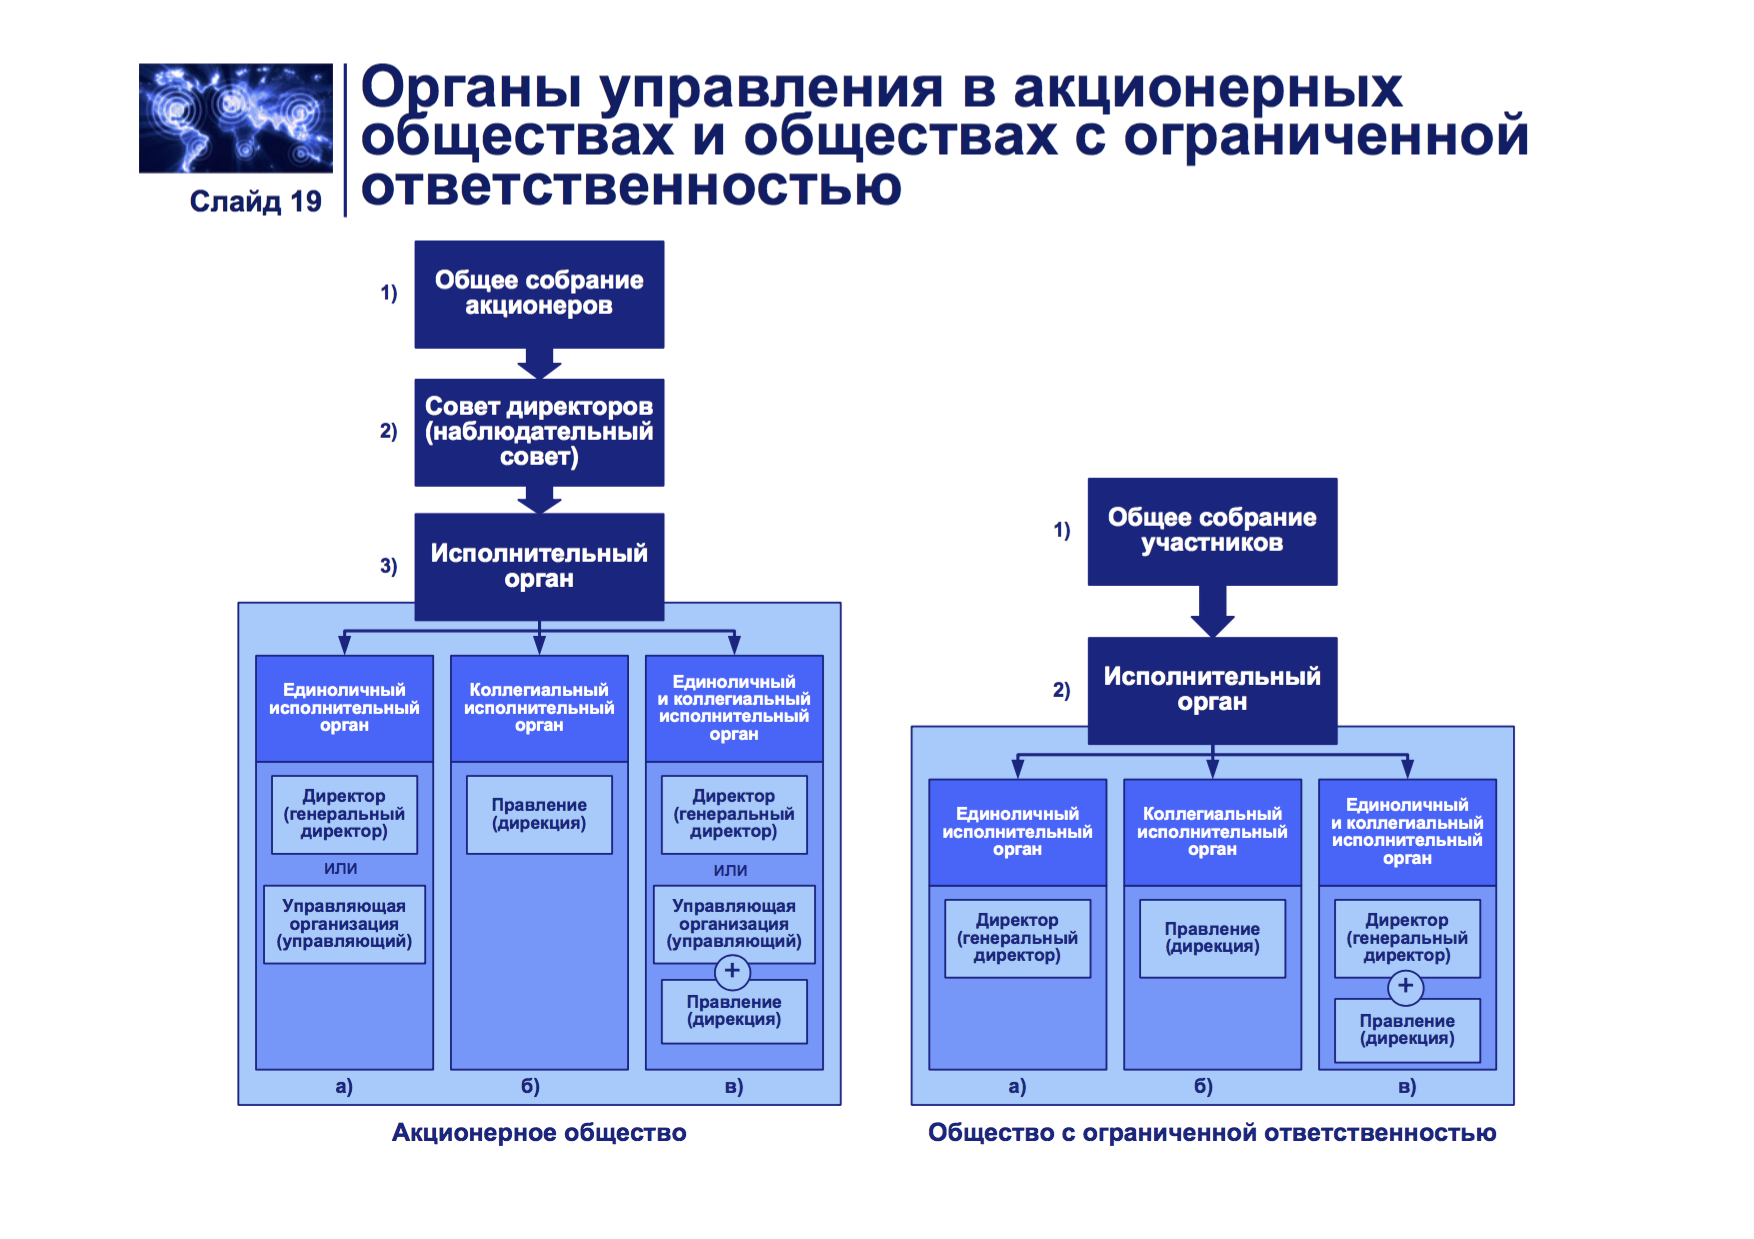 Органы управления в акционерных
обществах и обществах с ограниченной
ответственностью
Слайд 19
1)
Общее собрание
акционеров
2)
Совет директоров
(наблюдательный
совет)
3)
Исполнительный
орган
Единоличный
исполнительный
орган
Директор
(генеральный
директор)
или
Управляющая
организация
(управляющий)
а)
Коллегиальный
исполнительный
орган
Правление
(дирекция)
б)
Единоличный
и коллегиальный
исполнительный
орган
Директор
(генеральный
директор)
или
Управляющая
организация
(управляющий)
+
Правление
(дирекция)
в)
Акционерное общество
1)
Общее собрание
участников
2)
Исполнительный
орган
Единоличный
исполнительный
орган
Директор
(генеральный
директор)
а)
Коллегиальный
исполнительный
орган
Правление
(дирекция)
б)
Единоличный
и коллегиальный
исполнительный
орган
Директор
(генеральный
директор)
+
Правление
(дирекция)
в)
Общество с ограниченной ответственностью